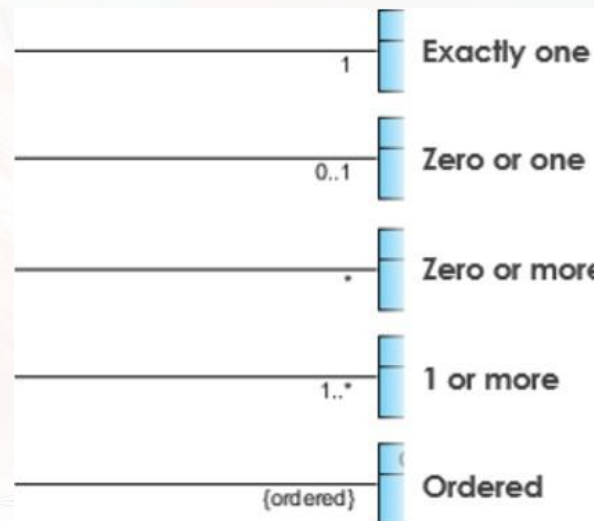 1 Exactly one
0..1 Zero or one
* Zero or more
1..* 1 or more
{ordered} Ordered